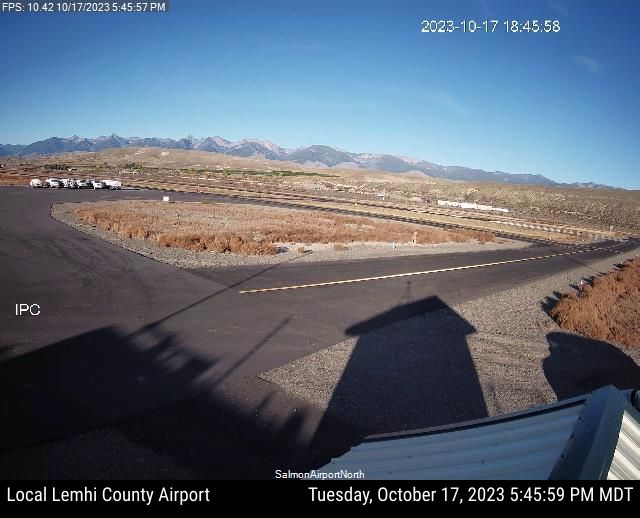 FPS: 10.42 10/17/2023 5:45:57 PM
2023-10-17 18:45:58
IPC
SalmonAirportNorth
Local Lemhi County Airport
Tuesday, October 17, 2023 5:45:59 PM MDT